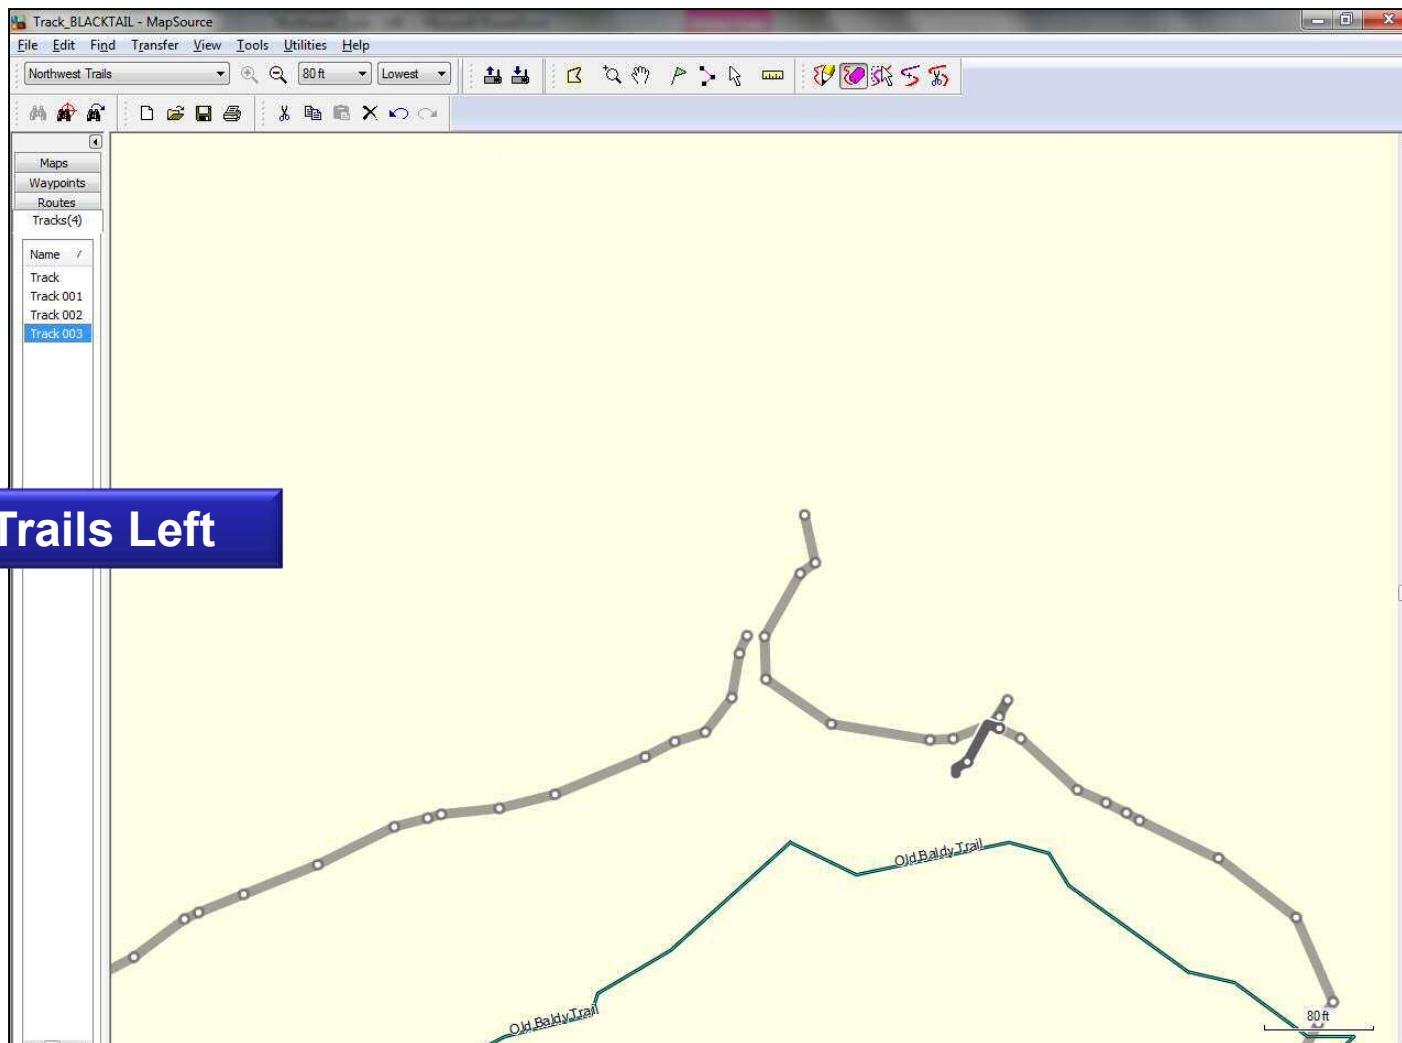 Track_BLACKTAIL - MapSource
File Edit Find Transfer View Tools Utilities Help
Northwest Trails 80 ft Lowest
Maps
Waypoints
Routes
Tracks(4)
Name
Track
Track 001
Track 002
Track 003
Trails Left
Old Baldy Trail
Old Baldy Trail
80 ft